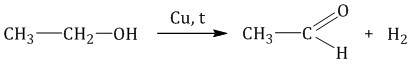 CH₃—CH₂—OH Cu, t CH₃—C O H + H₂